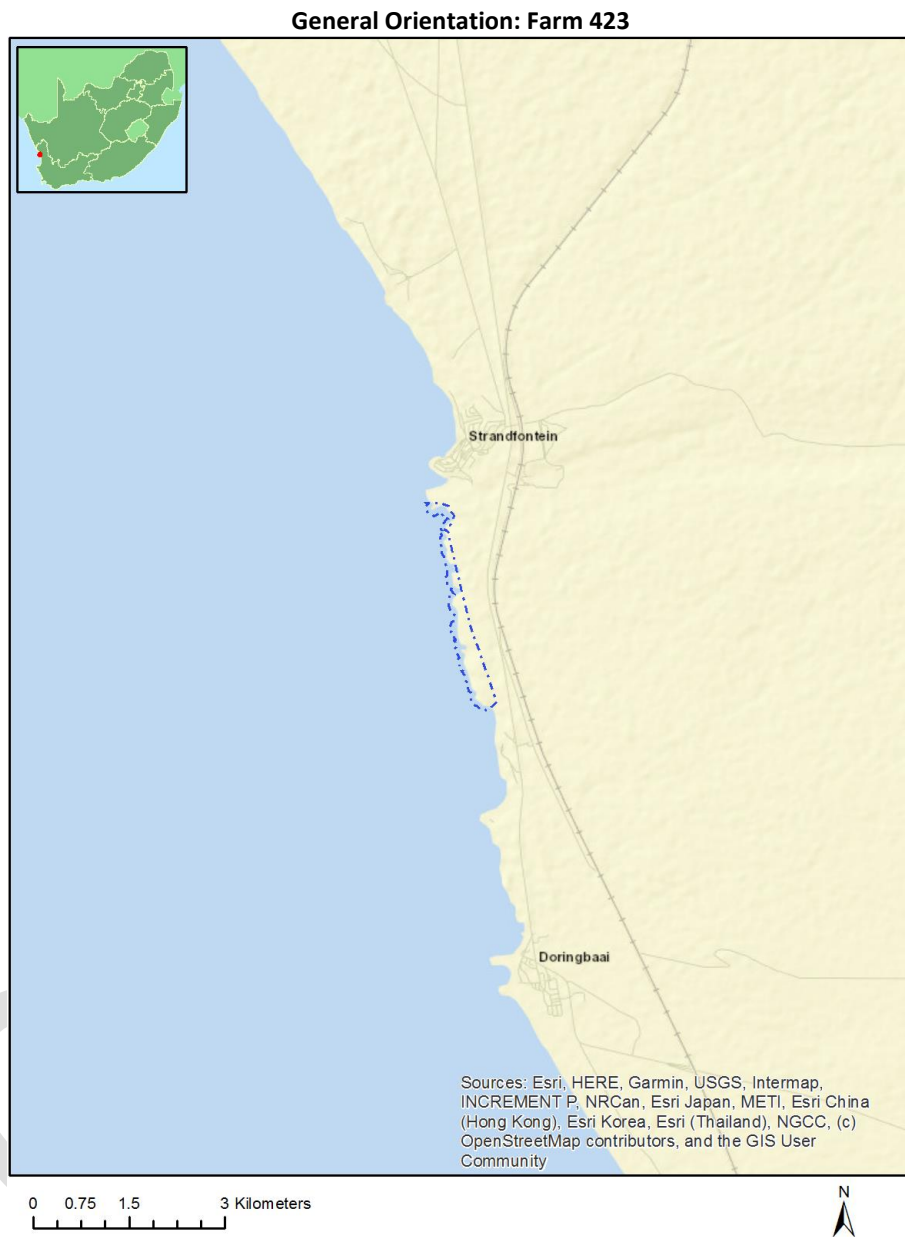 General Orientation: Farm 423
Strandfontein
Doringbaai
Sources: Esri, HERE, Garmin, USGS, Intermap,
INCREMENT P, NRCan, Esri Japan, METI, Esri China
(Hong Kong), Esri Korea, Esri (Thailand), NGCC, (c)
OpenStreetMap contributors, and the GIS User
Community
0 0.75 1.5 3 Kilometers
N